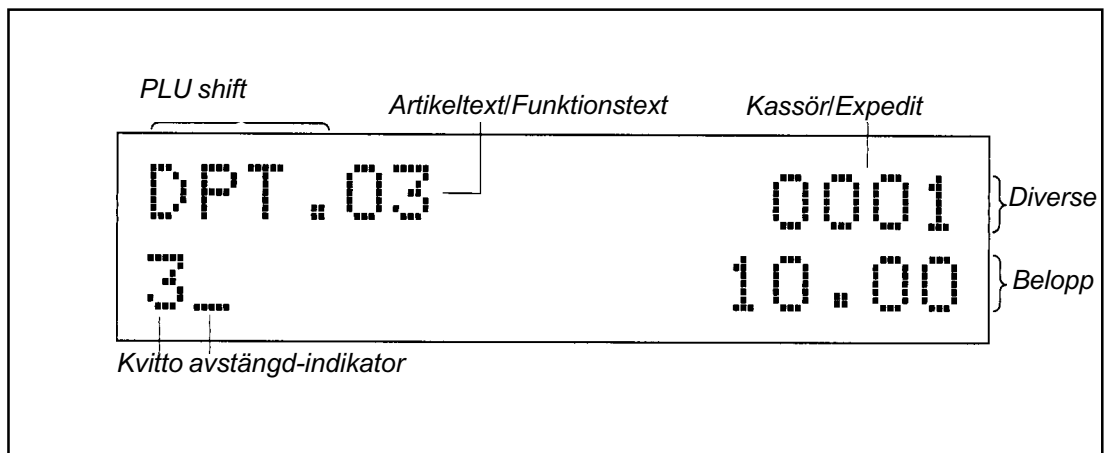 PLU shift
Artikeltext/Funktionstext
Kassör/Expedit
DPT.03 0001
Diverse
3_ 10.00
Belopp
Kvitto avstängd-indikator